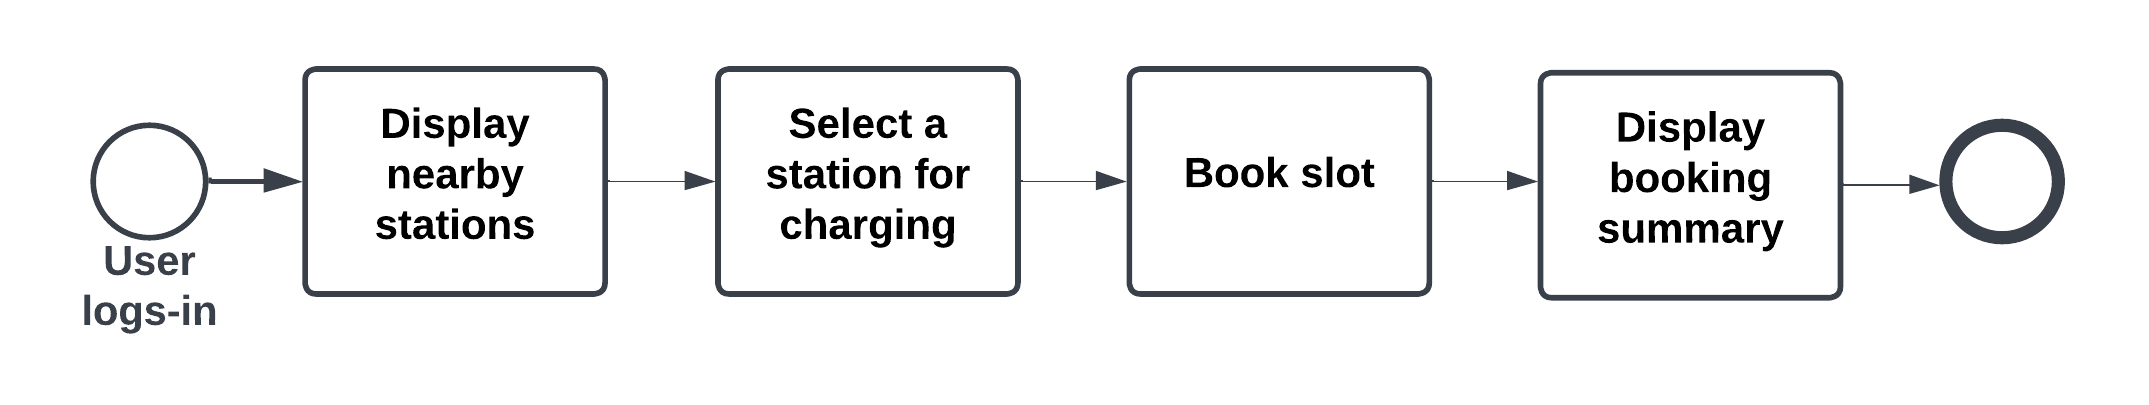 User
logs-in
Display
nearby
stations
Select a
station for
charging
Book slot
Display
booking
summary